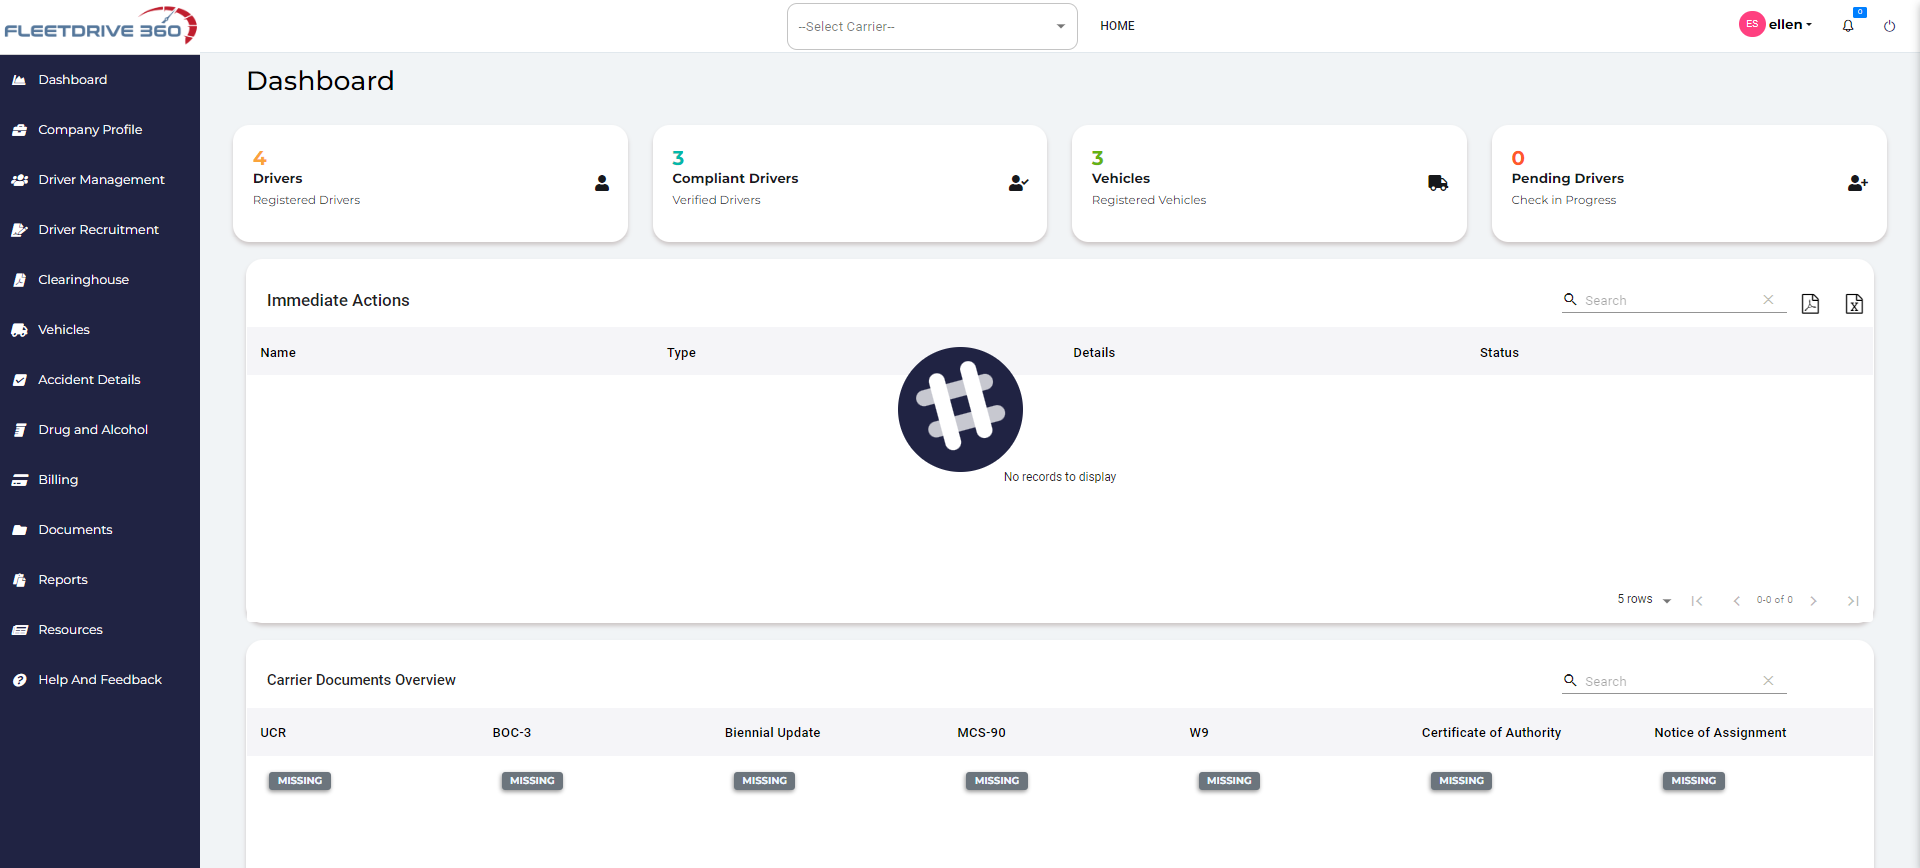 FLEETDRIVE 360
--Select Carrier--
HOME
ES
ellen
0
Dashboard
Company Profile
Driver Management
Driver Recruitment
Clearinghouse
Vehicles
Accident Details
Drug and Alcohol
Billing
Documents
Reports
Resources
Help And Feedback
Dashboard
4
Drivers
Registered Drivers
3
Compliant Drivers
Verified Drivers
3
Vehicles
Registered Vehicles
0
Pending Drivers
Check in Progress
Immediate Actions
Search
Name Type Details Status
No records to display
5 rows 0-0 of 0
Carrier Documents Overview
Search
UCR BOC-3 Biennial Update MCS-90 W9 Certificate of Authority Notice of Assignment
MISSING MISSING MISSING MISSING MISSING MISSING MISSING